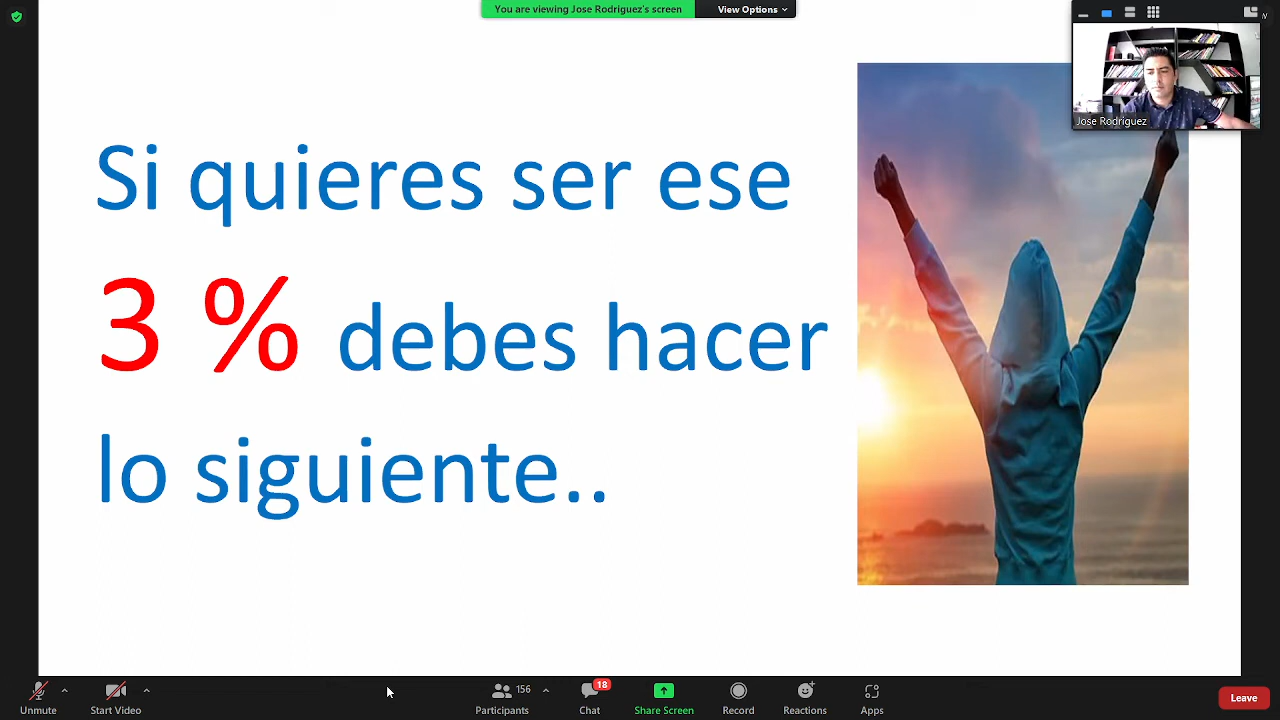 You are viewing Jose Rodriguez's screen
View Options
Jose Rodriguez
Si quieres ser ese
3 % debes hacer
lo siguiente..
Unmute
Start Video
156
Participants
18
Chat
Share Screen
Record
Reactions
Apps
Leave